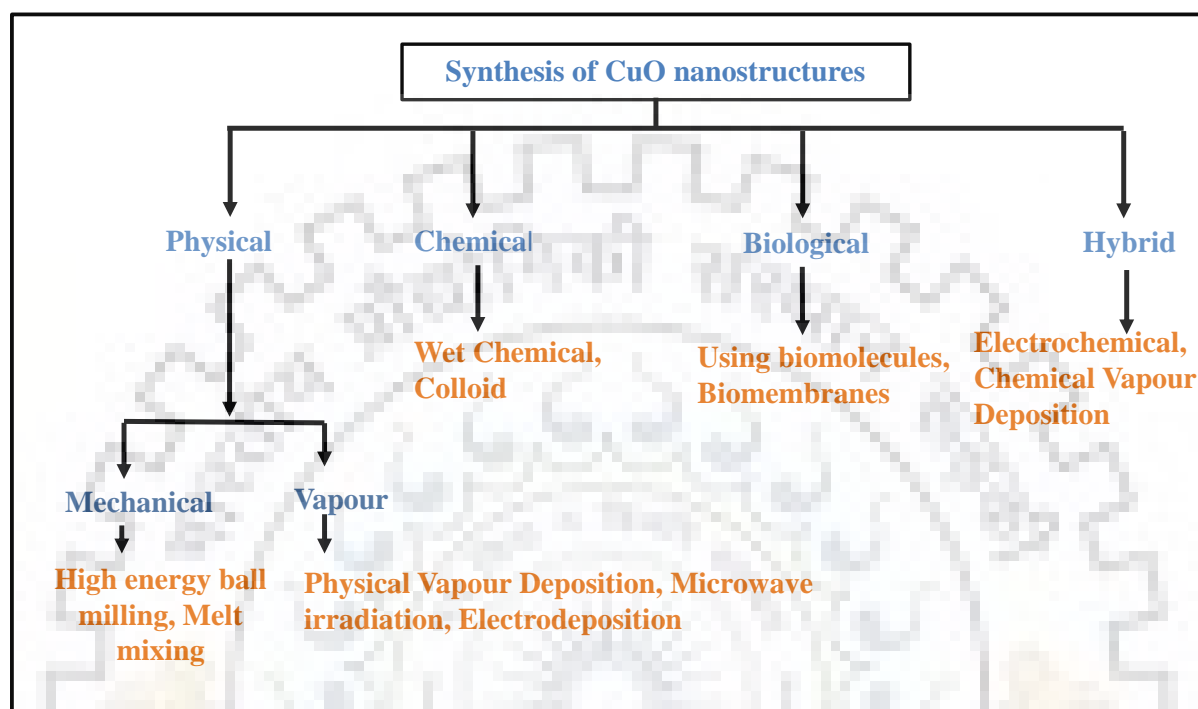 Synthesis of CuO nanostructures
Physical
Chemical
Biological
Hybrid
Wet Chemical,
Colloid
Using biomolecules,
Biomembranes
Electrochemical,
Chemical Vapour
Deposition
Mechanical
Vapour
High energy ball
milling, Melt
mixing
Physical Vapour Deposition, Microwave
irradiation, Electrodeposition